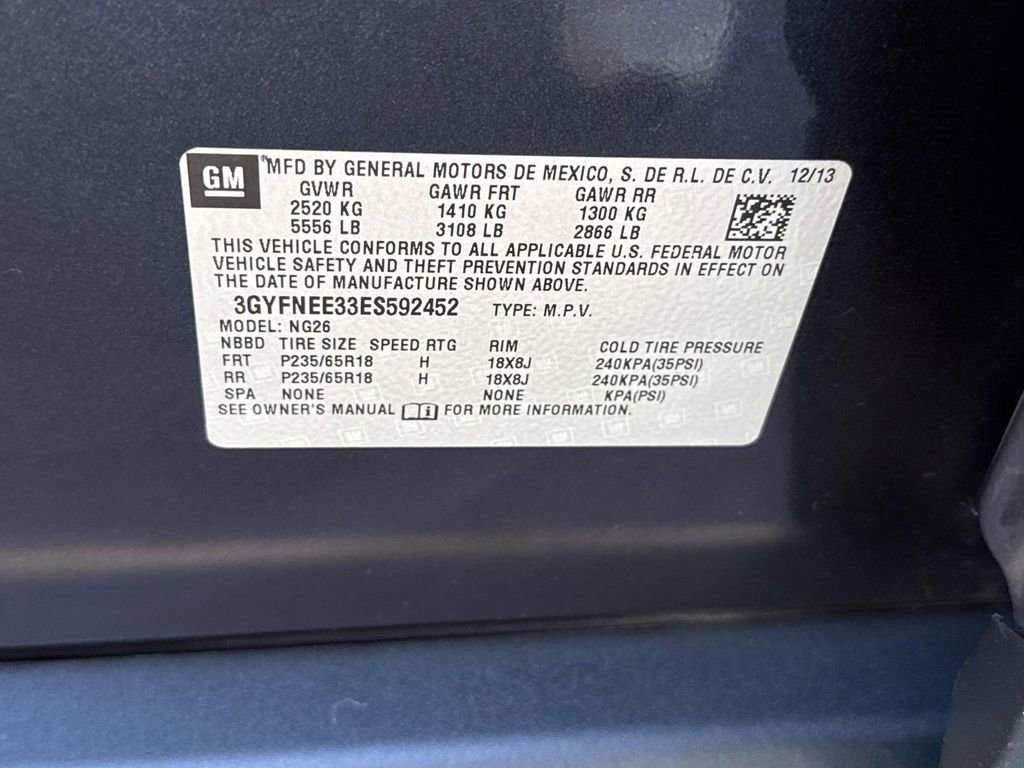 GM MFD BY GENERAL MOTORS DE MEXICO, S. DE R.L. DE C.V. 12/13
GVWR GAWR FRT GAWR RR
2520 KG 1410 KG 1300 KG
5556 LB 3108 LB 2866 LB
THIS VEHICLE CONFORMS TO ALL APPLICABLE U.S. FEDERAL MOTOR
VEHICLE SAFETY AND THEFT PREVENTION STANDARDS IN EFFECT ON
THE DATE OF MANUFACTURE SHOWN ABOVE.
3GYFNEE33ES592452 TYPE: M.P.V.
MODEL: NG26
NBBD TIRE SIZE SPEED RTG RIM COLD TIRE PRESSURE
FRT P235/65R18 H 18X8J 240KPA(35PSI)
RR P235/65R18 H 18X8J 240KPA(35PSI)
SPA NONE NONE KPA(PSI)
SEE OWNER'S MANUAL i FOR MORE INFORMATION.